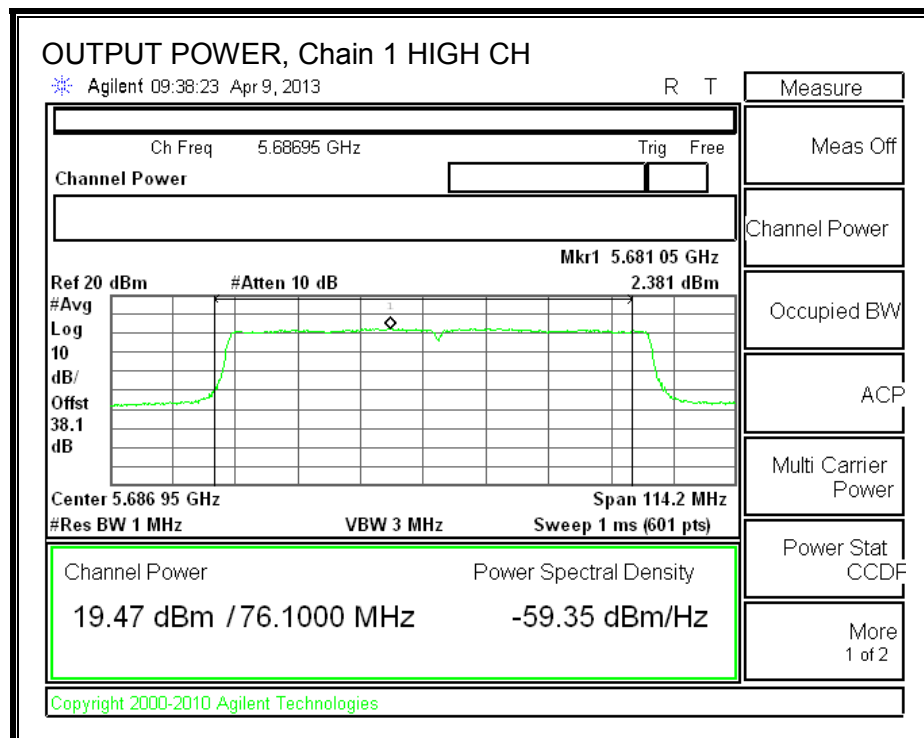 OUTPUT POWER, Chain 1 HIGH CH
Agilent 09:38:23 Apr 9, 2013 R T
Measure
Ch Freq 5.68695 GHz Trig Free
Meas Off
Channel Power
Channel Power
Mkr1 5.681 05 GHz
Ref 20 dBm #Atten 10 dB 2.381 dBm
#Avg
1
Log
Occupied BW
10
dB/
ACP
Offst
38.1
dB
Multi Carrier
Power
Center 5.686 95 GHz Span 114.2 MHz
#Res BW 1 MHz VBW 3 MHz Sweep 1 ms (601 pts)
Power Stat
CCDF
Channel Power Power Spectral Density
19.47 dBm / 76.1000 MHz -59.35 dBm/Hz
More
1 of 2
Copyright 2000-2010 Agilent Technologies